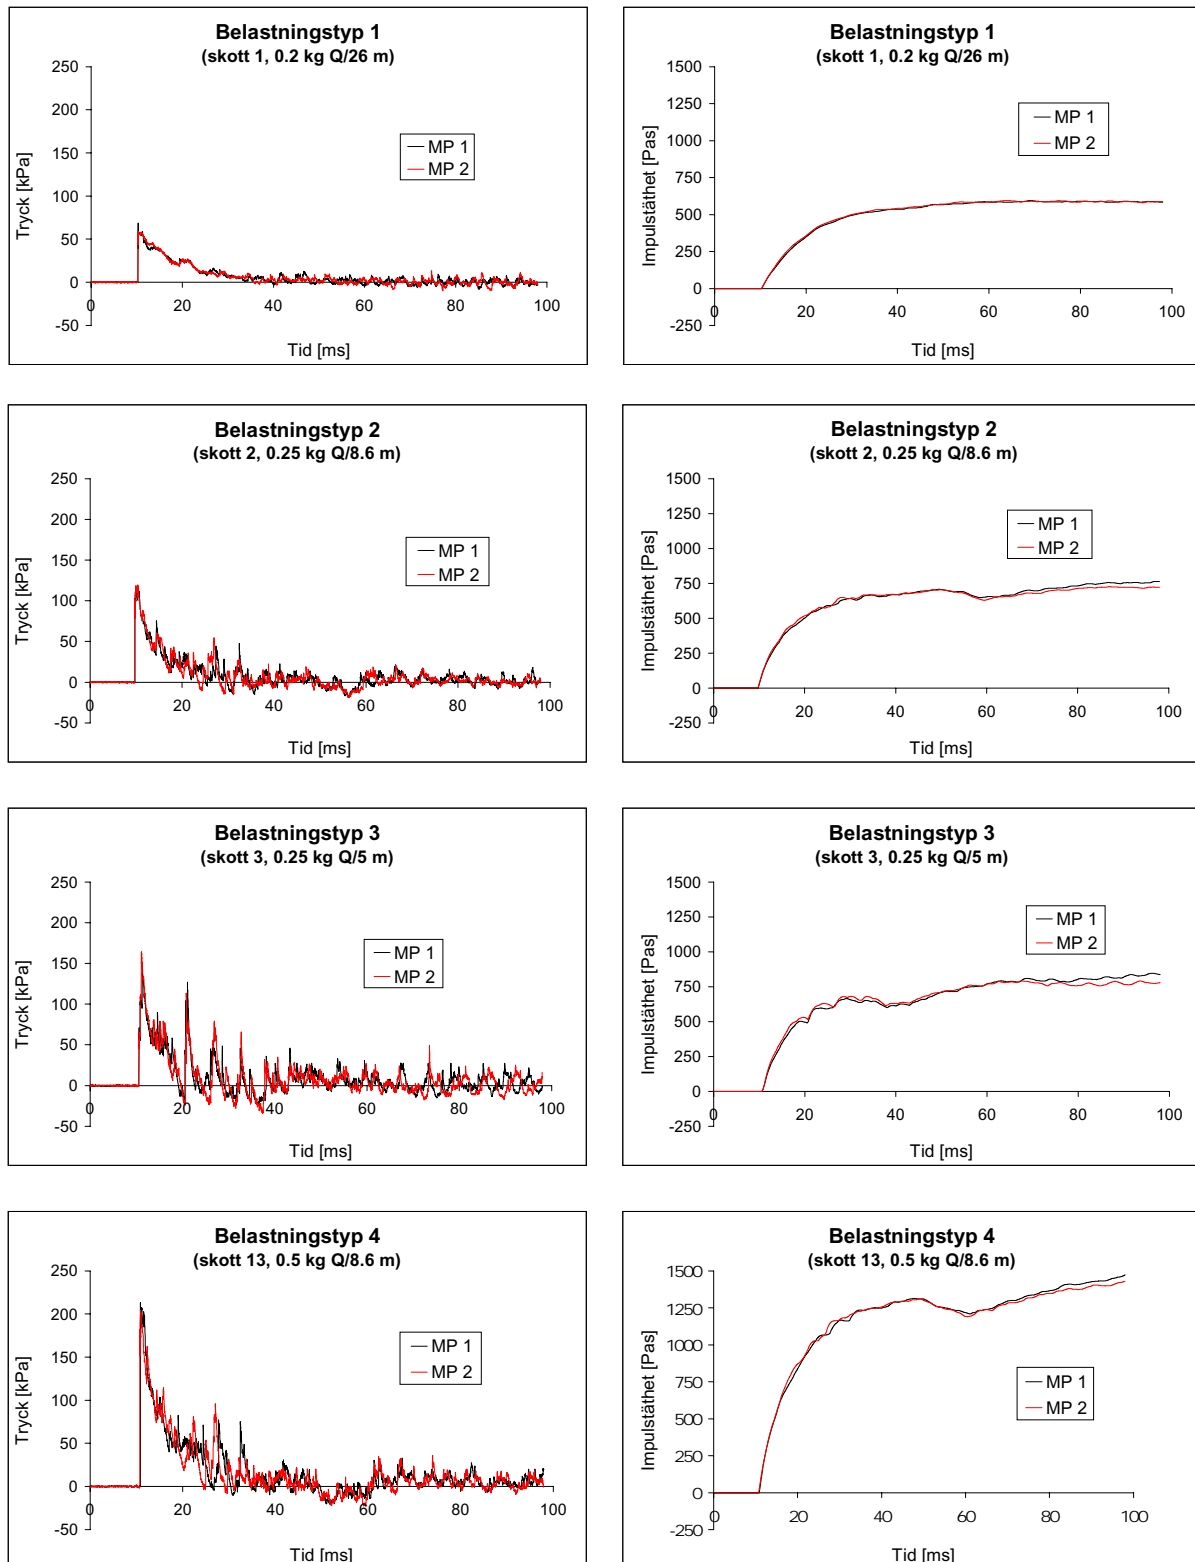 Belastningstyp 1
(skott 1, 0.2 kg Q/26 m)
250
200
150
100
50
0
-50
0
20
40
60
80
100
Tryck [kPa]
Tid [ms]
MP 1
MP 2
Belastningstyp 1
(skott 1, 0.2 kg Q/26 m)
1500
1250
1000
750
500
250
0
-250
0
20
40
60
80
100
Impulstäthet [Pas]
Tid [ms]
MP 1
MP 2
Belastningstyp 2
(skott 2, 0.25 kg Q/8.6 m)
250
200
150
100
50
0
-50
0
20
40
60
80
100
Tryck [kPa]
Tid [ms]
MP 1
MP 2
Belastningstyp 2
(skott 2, 0.25 kg Q/8.6 m)
1500
1250
1000
750
500
250
0
-250
0
20
40
60
80
100
Impulstäthet [Pas]
Tid [ms]
MP 1
MP 2
Belastningstyp 3
(skott 3, 0.25 kg Q/5 m)
250
200
150
100
50
0
-50
0
20
40
60
80
100
Tryck [kPa]
Tid [ms]
MP 1
MP 2
Belastningstyp 3
(skott 3, 0.25 kg Q/5 m)
1500
1250
1000
750
500
250
0
-250
0
20
40
60
80
100
Impulstäthet [Pas]
Tid [ms]
MP 1
MP 2
Belastningstyp 4
(skott 13, 0.5 kg Q/8.6 m)
250
200
150
100
50
0
-50
0
20
40
60
80
100
Tryck [kPa]
Tid [ms]
MP 1
MP 2
Belastningstyp 4
(skott 13, 0.5 kg Q/8.6 m)
1500
1250
1000
750
500
250
0
-250
0
20
40
60
80
100
Impulstäthet [Pas]
Tid [ms]
MP 1
MP 2